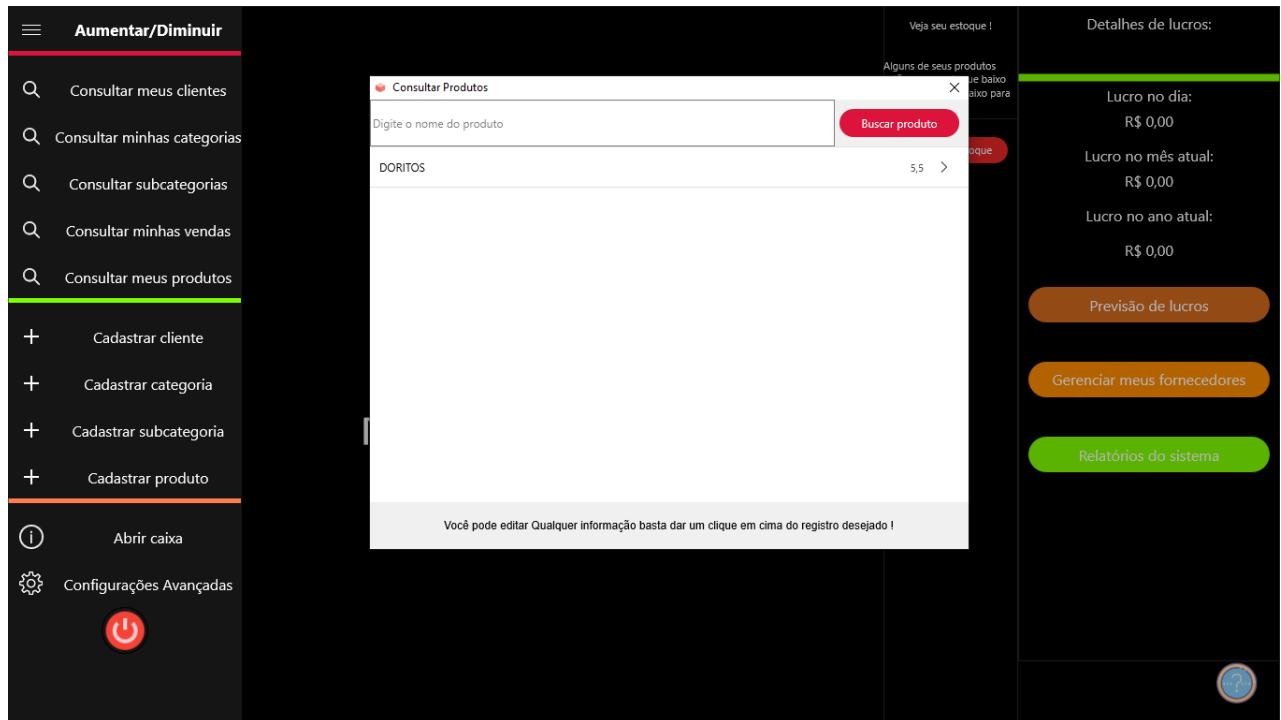 Aumentar/Diminuir
Consultar meus clientes
Consultar minhas categorias
Consultar subcategorias
Consultar minhas vendas
Consultar meus produtos
Cadastrar cliente
Cadastrar categoria
Cadastrar subcategoria
Cadastrar produto
Abrir caixa
Configurações Avançadas
Consultar Produtos
Digite o nome do produto
Buscar produto
DORITOS
5,5
Você pode editar Qualquer informação basta dar um clique em cima do registro desejado !
Veja seu estoque !
Alguns de seus produtos
baixo
para
Detalhes de lucros:
Lucro no dia:
R$ 0,00
Lucro no mês atual:
R$ 0,00
Lucro no ano atual:
R$ 0,00
Previsão de lucros
Gerenciar meus fornecedores
Relatórios do sistema